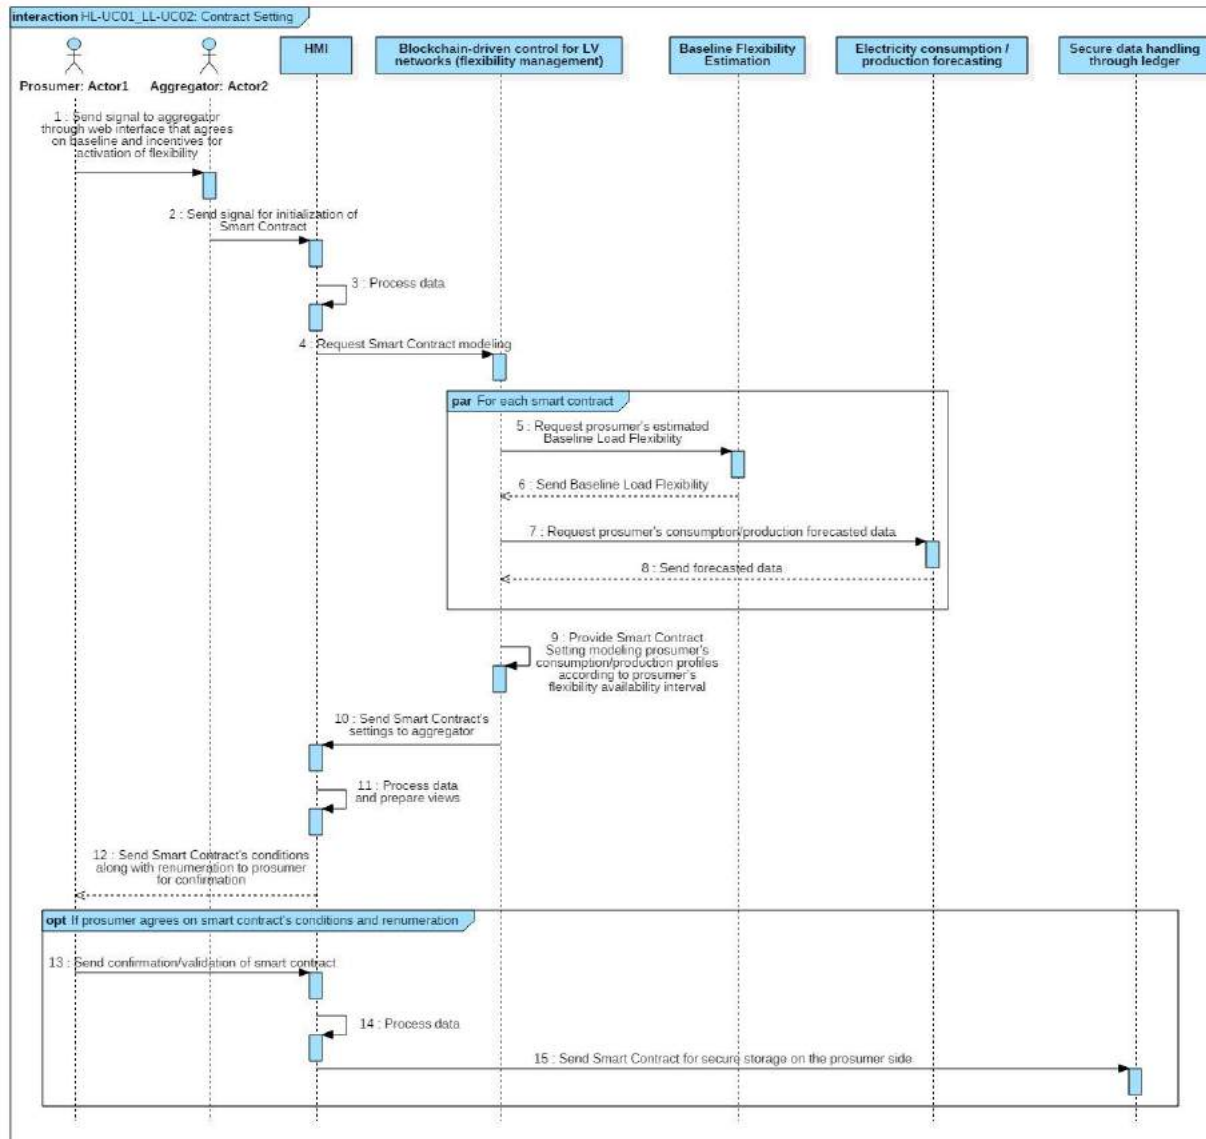 interaction HL-UC01_LL-UC02: Contract Setting
Prosumer: Actor1
Aggregator: Actor2
HMI
Blockchain-driven control for LV
networks (flexibility management)
Baseline Flexibility
Estimation
Electricity consumption /
production forecasting
Secure data handling
through ledger
1 : Send signal to aggregator
through web interface that agrees
on baseline and incentives for
activation of flexibility
2 : Send signal for initialization of
Smart Contract
3 : Process data
4 : Request Smart Contract modeling
par For each smart contract
5 : Request prosumer's estimated
Baseline Load Flexibility
6 : Send Baseline Load Flexibility
7 : Request prosumer's consumption/production forecasted data
8 : Send forecasted data
9 : Provide Smart Contract
Setting modeling prosumer's
consumption/production profiles
according to prosumer's
flexibility availability interval
10 : Send Smart Contract's
settings to aggregator
11 : Process data
and prepare views
12 : Send Smart Contract's conditions
along with renumeration to prosumer
for confirmation
opt If prosumer agrees on smart contract's conditions and renumeration
13 : Send confirmation/validation of smart contract
14 : Process data
15 : Send Smart Contract for secure storage on the prosumer side